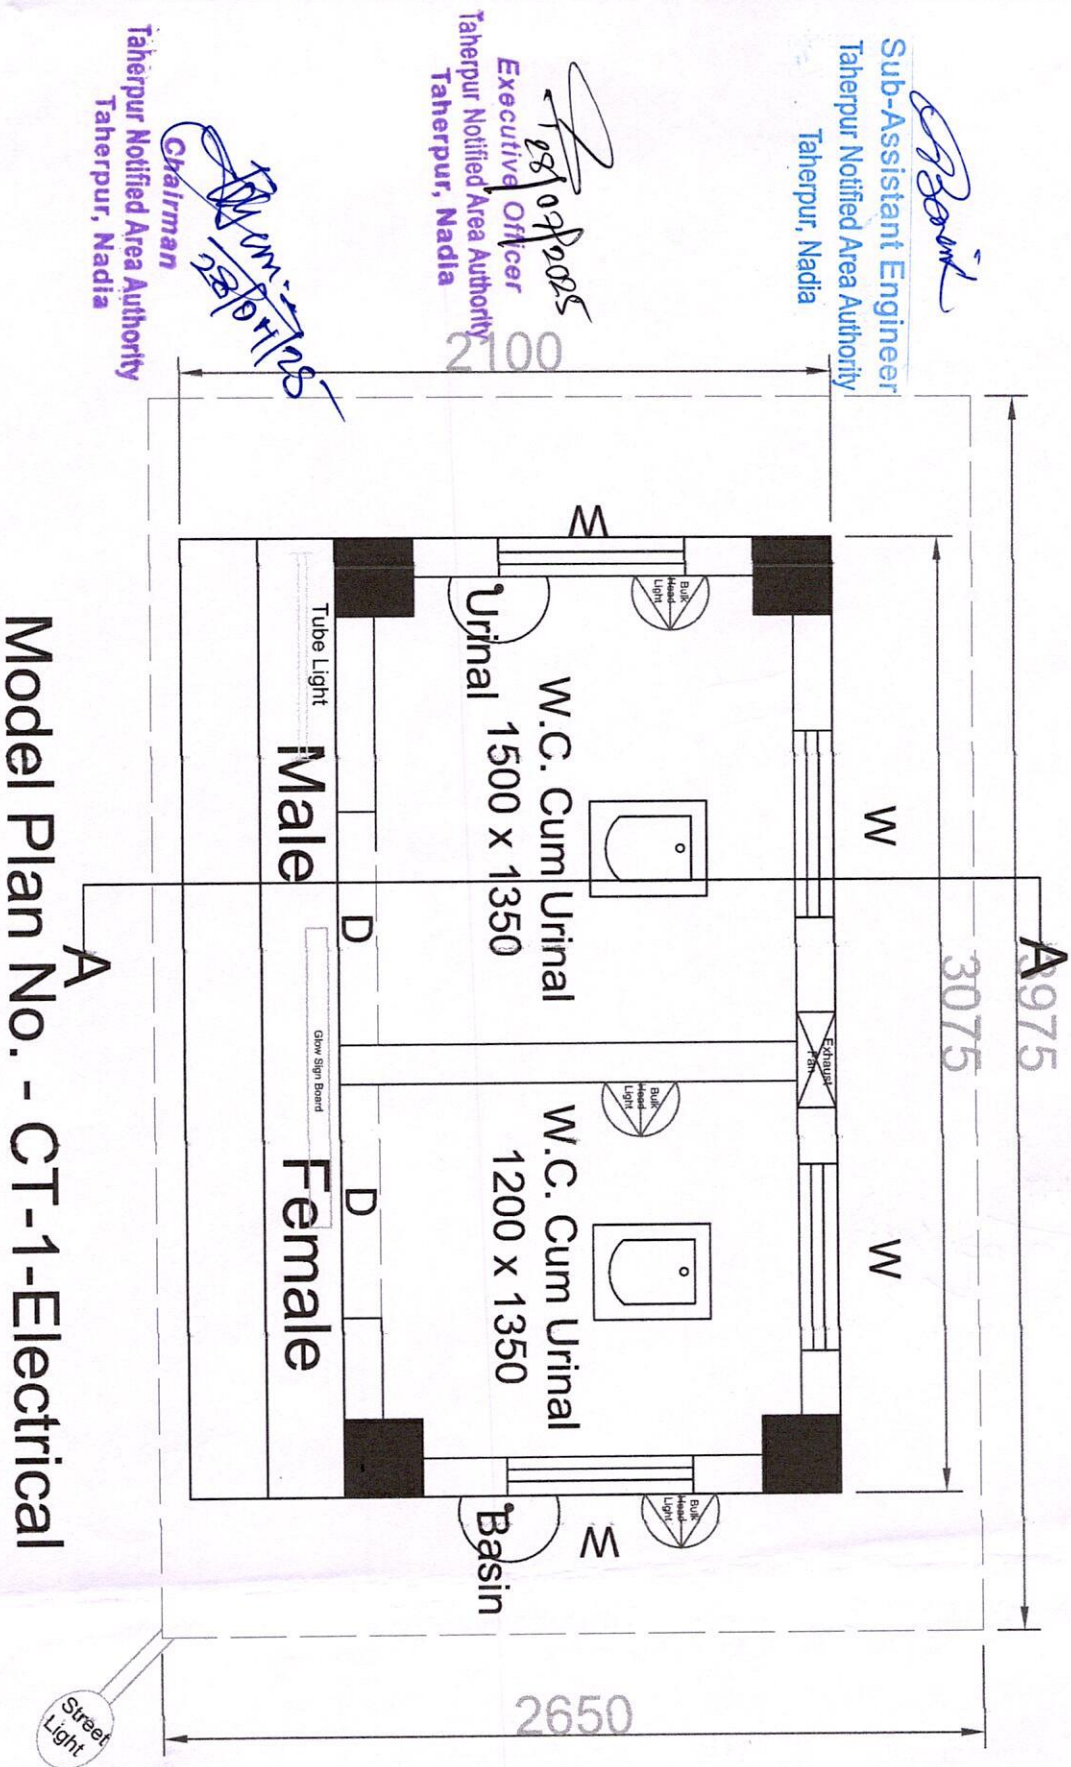 3975
3075
A
W
W
Exhaust
Fan
Bulk
Head
Light
W
W.C. Cum Urinal
1500 x 1350
Urinal
Bulk
Head
Light
W.C. Cum Urinal
1200 x 1350
Bulk
Head
Light
W
Basin
2100
2650
D
D
Tube Light
Male
Glow Sign Board
Female
A
Street
Light
Model Plan No. - CT-1-Electrical
Sub-Assistant Engineer
Taherpur Notified Area Authority
Taherpur, Nadia
28/07/2025
Executive Officer
Taherpur Notified Area Authority
Taherpur, Nadia
Chairman
Taherpur Notified Area Authority
Taherpur, Nadia